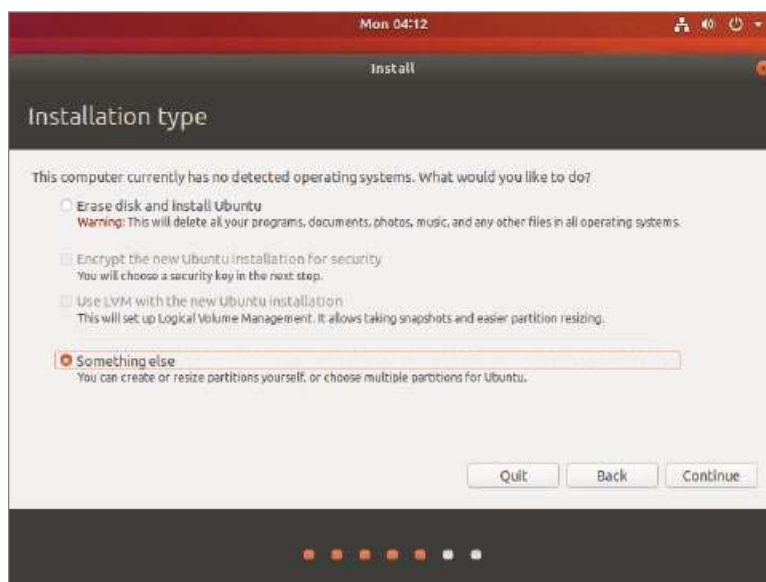 Mon 04:12
Install
Installation type
This computer currently has no detected operating systems. What would you like to do?
Erase disk and install Ubuntu
Warning: This will delete all your programs, documents, photos, music, and any other files in all operating systems.
Encrypt the new Ubuntu installation for security
You will choose a security key in the next step.
Use LVM with the new Ubuntu installation
This will set up Logical Volume Management. It allows taking snapshots and easier partition resizing.
Something else
You can create or resize partitions yourself, or choose multiple partitions for Ubuntu.
Quit Back Continue